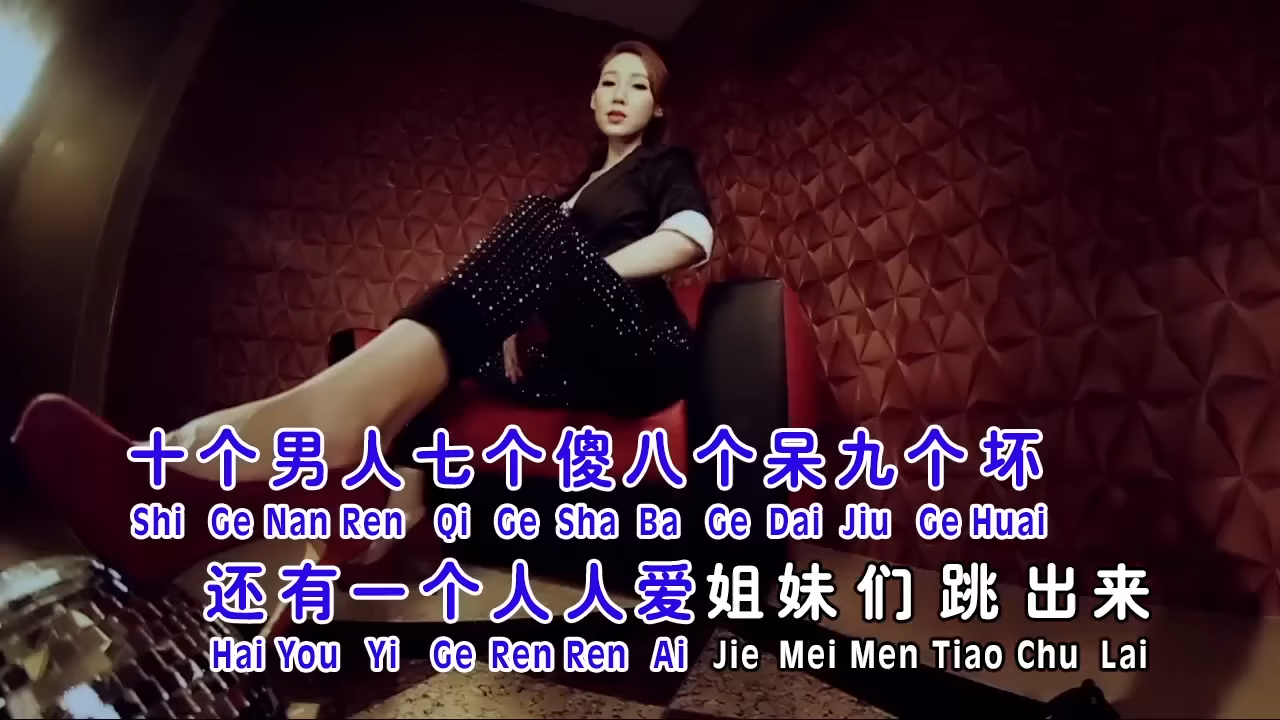 十个男人七个傻八个呆九个坏
Shi Ge Nan Ren Qi Ge Sha Ba Ge Dai Jiu Ge Huai
还有一个人人爱姐妹们跳出来
Hai You Yi Ge Ren Ren Ai Jie Mei Men Tiao Chu Lai